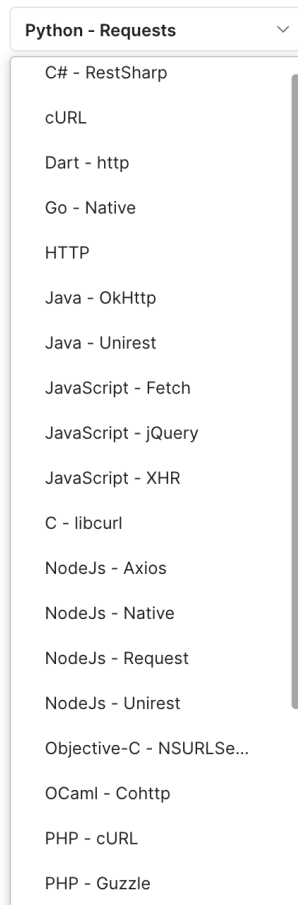 Python - Requests
C# - RestSharp
cURL
Dart - http
Go - Native
HTTP
Java - OkHttp
Java - Unirest
JavaScript - Fetch
JavaScript - jQuery
JavaScript - XHR
C - libcurl
NodeJs - Axios
NodeJs - Native
NodeJs - Request
NodeJs - Unirest
Objective-C - NSURLSe...
OCaml - Cohttp
PHP - cURL
PHP - Guzzle